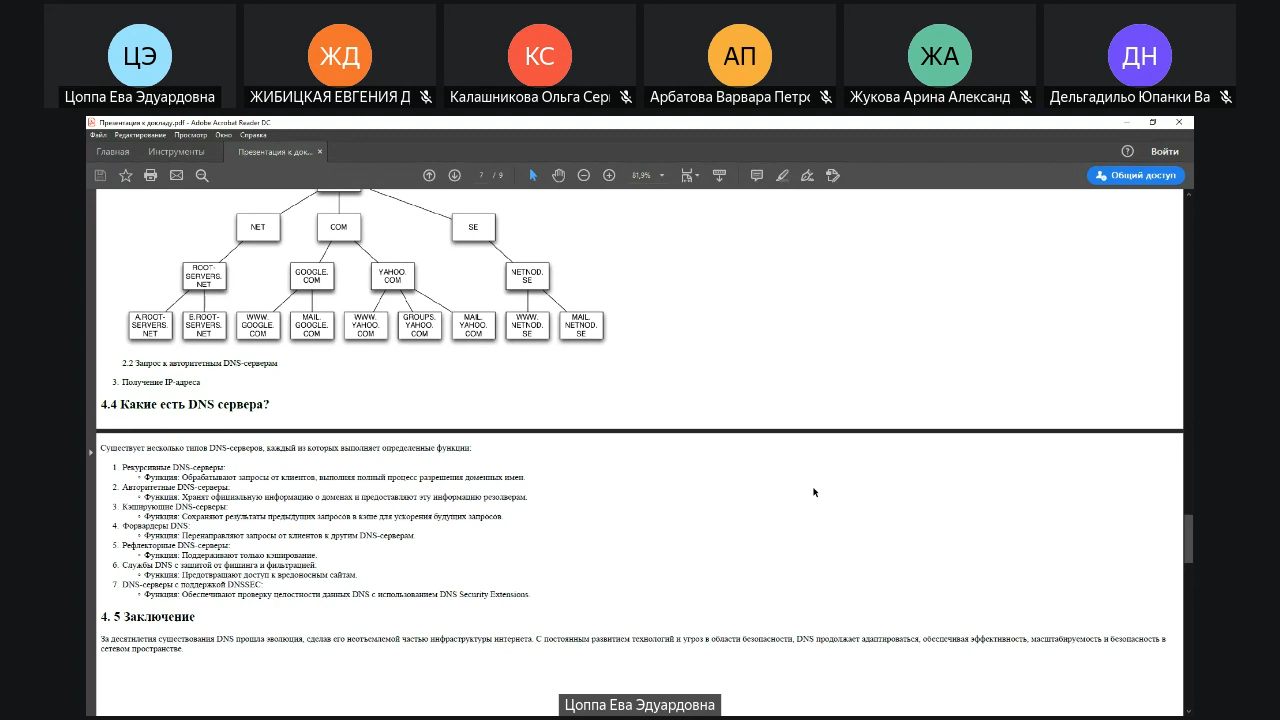 ЦЭ
ЖД
КС
АП
ЖА
ДН
Цоппа Ева Эдуардовна
ЖИБИЦКАЯ ЕВГЕНИЯ Д
Калашникова Ольга Серг
Арбатова Варвара Петро
Жукова Арина Александ
Дельгадильо Юпанки Ва
Презентация к докладу.pdf - Adobe Acrobat Reader DC
Файл Редактирование Просмотр Окно Справка
Главная Инструменты Презентация к док... ×
Войти
7 / 9
81,9%
Общий доступ
NET
COM
SE
ROOT-
SERVERS.
NET
GOOGLE.
COM
YAHOO.
COM
NETNOD.
SE
A.ROOT-
SERVERS.
NET
B.ROOT-
SERVERS.
NET
WWW.
GOOGLE.
COM
MAIL.
GOOGLE.
COM
WWW.
YAHOO.
COM
GROUPS.
YAHOO.
COM
MAIL.
YAHOO.
COM
WWW.
NETNOD.
SE
MAIL.
NETNOD.
SE
2.2 Запрос к авторитетным DNS-серверам
3. Получение IP-адреса
4.4 Какие есть DNS сервера?
Существует несколько типов DNS-серверов, каждый из которых выполняет определенные функции:
1. Рекурсивные DNS-серверы:
◦ Функция: Обрабатывают запросы от клиентов, выполняя полный процесс разрешения доменных имен.
2. Авторитетные DNS-серверы:
◦ Функция: Хранят официальную информацию о доменах и предоставляют эту информацию резолверам.
3. Кэширующие DNS-серверы:
◦ Функция: Сохраняют результаты предыдущих запросов в кэше для ускорения будущих запросов.
4. Форвардеры DNS:
◦ Функция: Перенаправляют запросы от клиентов к другим DNS-серверам.
5. Рефлекторные DNS-серверы:
◦ Функция: Поддерживают только кэширование.
6. Службы DNS с защитой от фишинга и фильтрацией:
◦ Функция: Предотвращают доступ к вредоносным сайтам.
7. DNS-серверы с поддержкой DNSSEC:
◦ Функция: Обеспечивают проверку целостности данных DNS с использованием DNS Security Extensions.
4. 5 Заключение
За десятилетия существования DNS прошла эволюция, сделав его неотъемлемой частью инфраструктуры интернета. С постоянным развитием технологий и угроз в области безопасности, DNS продолжает адаптироваться, обеспечивая эффективность, масштабируемость и безопасность в
сетевом пространстве.
Цоппа Ева Эдуардовна